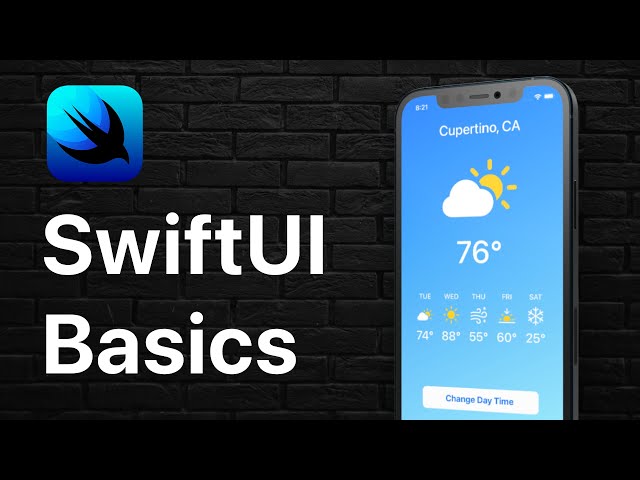 SwiftUI
Basics
8:21
Cupertino, CA
76°
TUE WED THU FRI SAT
74° 88° 55° 60° 25°
Change Day Time